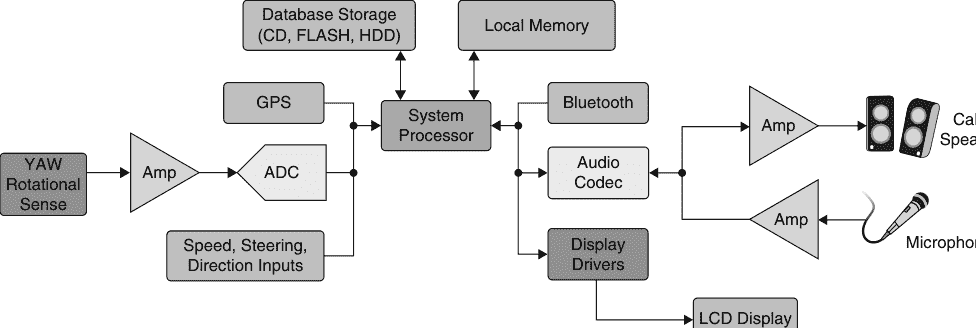 Database Storage
(CD, FLASH, HDD)
Local Memory
GPS
System
Processor
Bluetooth
YAW
Rotational
Sense
Amp
ADC
Audio
Codec
Amp
Amp
Speed, Steering,
Direction Inputs
Display
Drivers
LCD Display